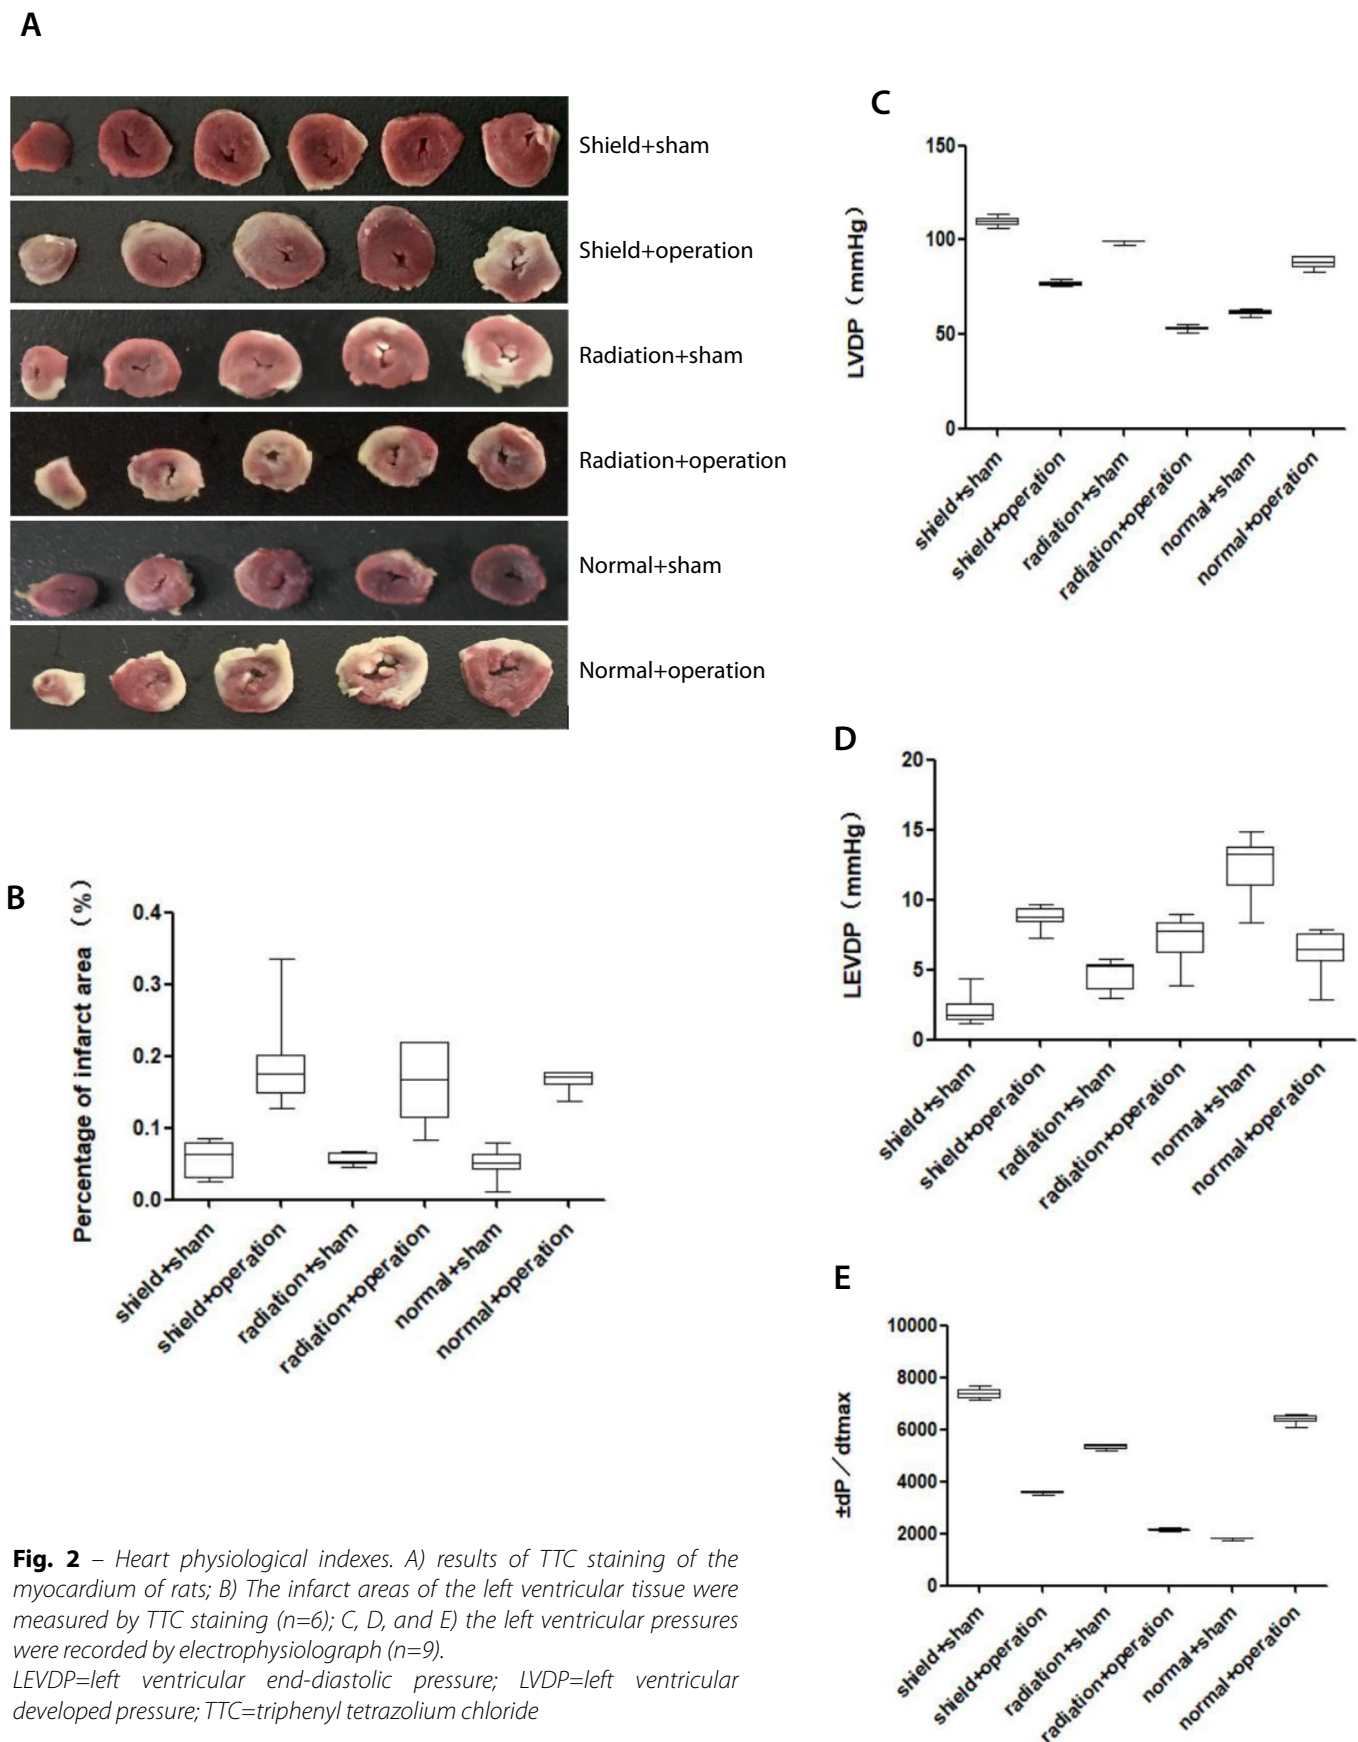 A
Shield+sham
Shield+operation
Radiation+sham
Radiation+operation
Normal+sham
Normal+operation
B
Percentage of infarct area (%)
0.4
0.3
0.2
0.1
0.0
shield+sham
shield+operation
radiation+sham
radiation+operation
normal+sham
normal+operation
C
LVDP (mmHg)
150
100
50
0
shield+sham
shield+operation
radiation+sham
radiation+operation
normal+sham
normal+operation
D
LEVDP (mmHg)
20
15
10
5
0
shield+sham
shield+operation
radiation+sham
radiation+operation
normal+sham
normal+operation
E
±dP/dtmax
10000
8000
6000
4000
2000
0
shield+sham
shield+operation
radiation+sham
radiation+operation
normal+sham
normal+operation
Fig. 2 – Heart physiological indexes. A) results of TTC staining of the
myocardium of rats; B) The infarct areas of the left ventricular tissue were
measured by TTC staining (n=6); C, D, and E) the left ventricular pressures
were recorded by electrophysiolograph (n=9).
LEVDP=left ventricular end-diastolic pressure; LVDP=left ventricular
developed pressure; TTC=triphenyl tetrazolium chloride